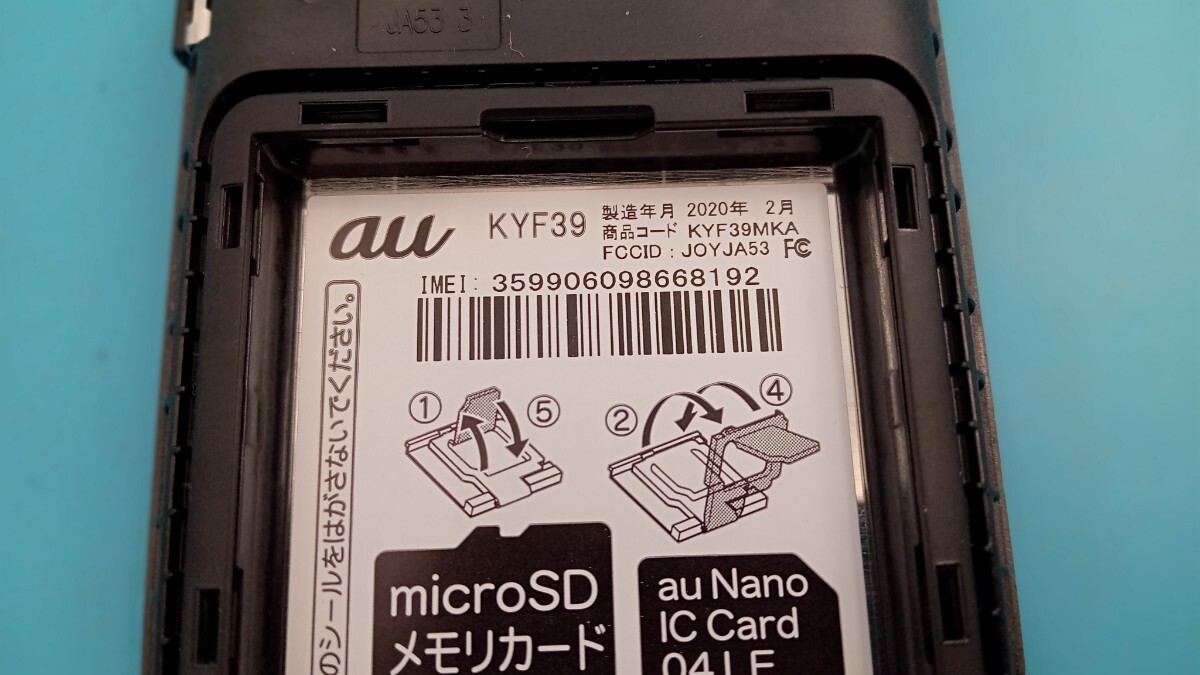 JA53 3
au KYF39
製造年月 2020年 2月
商品コード KYF39MKA
FCCID : JOYJA53 FC
IMEI: 359906098668192
のシールをはがさないでください。
① ⑤
② ④
microSD
メモリカード
au Nano
IC Card
04 LE